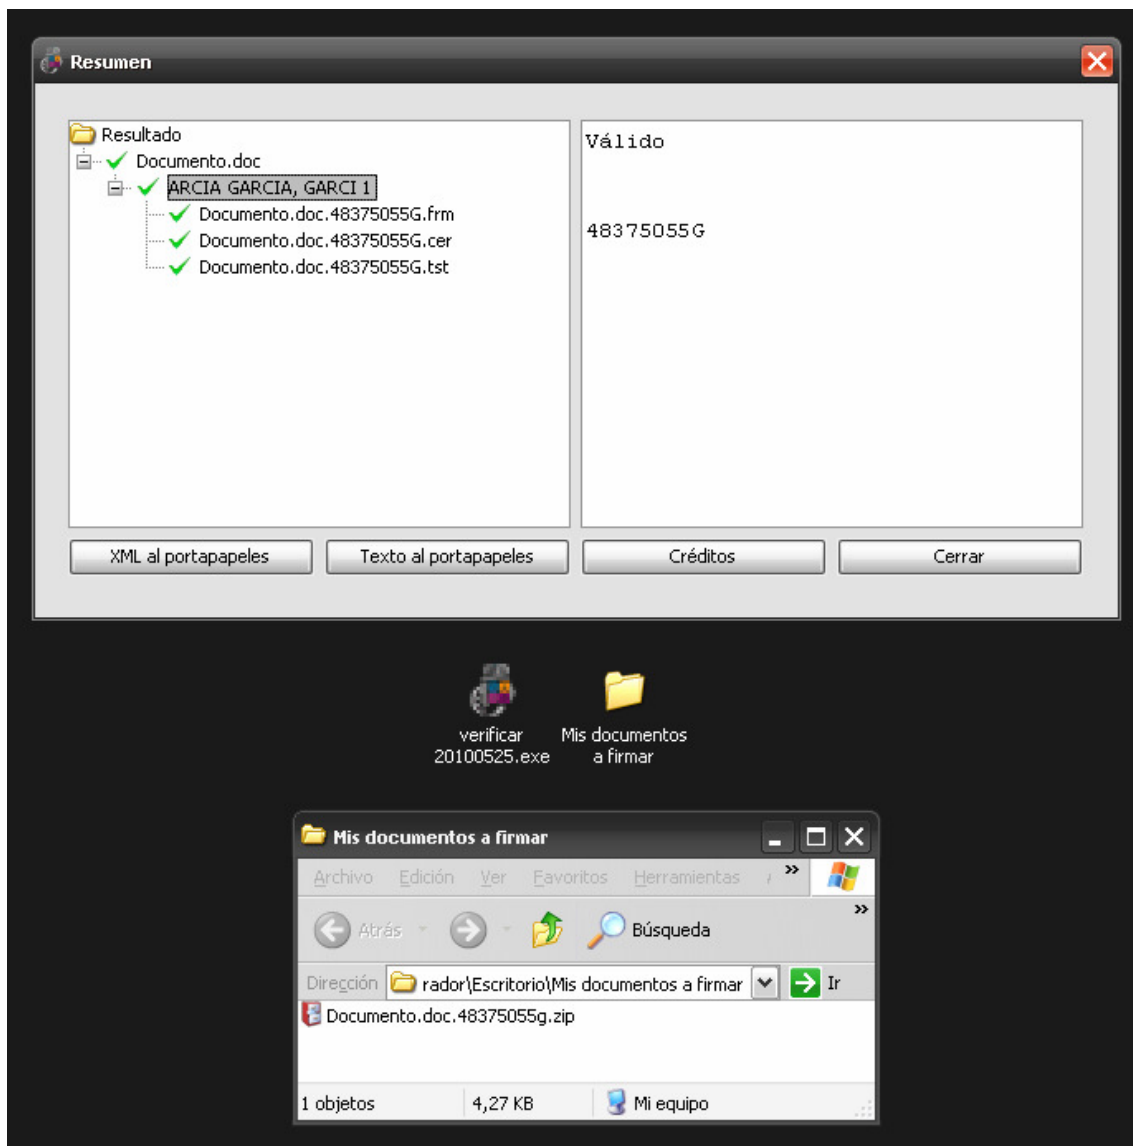 Resumen
Resultado
Documento.doc
ARCIA GARCIA, GARCI 1
Documento.doc.48375055G.frm
Documento.doc.48375055G.cer
Documento.doc.48375055G.tst
Válido
48375055G
XML al portapapeles
Texto al portapapeles
Créditos
Cerrar
verificar
20100525.exe
Mis documentos
a firmar
Mis documentos a firmar
Archivo Edición Ver Favoritos Herramientas »
Atrás Búsqueda »
Dirección rador\Escritorio\Mis documentos a firmar Ir
Documento.doc.48375055g.zip
1 objetos 4,27 KB Mi equipo